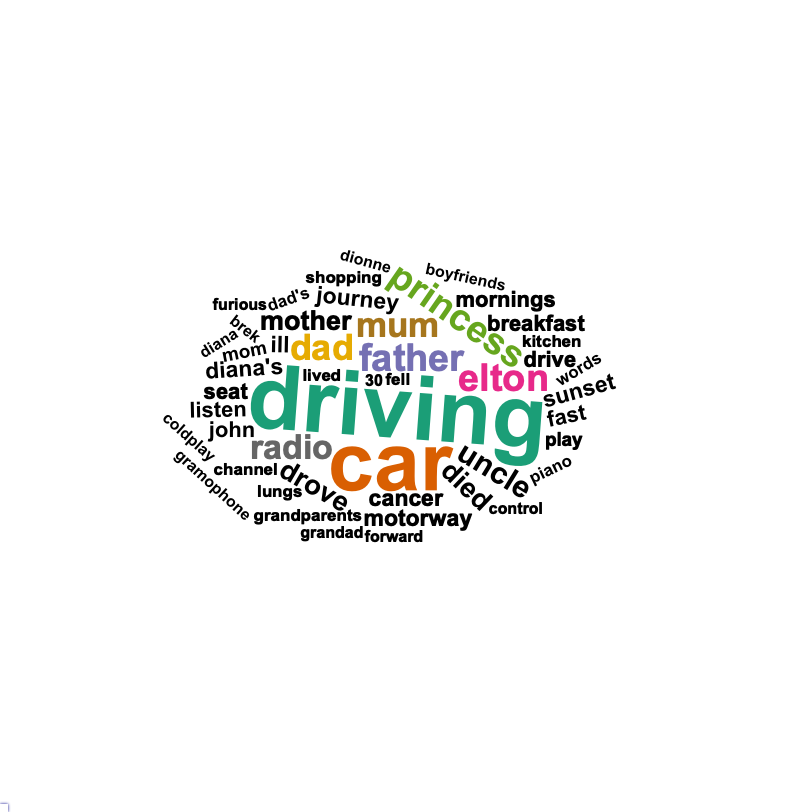 dionne
boyfriends
shopping
princess
dad's
journey
mornings
furious
mother
mum
breakfast
brek
diana
kitchen
mom
ill
dad
father
drive
words
diana's
lived
30
fell
elton
sunset
seat
driving
listen
fast
john
play
coldplay
radio
car
uncle
piano
gramophone
channel
drove
died
lungs
cancer
control
grandparents
motorway
grandad
forward